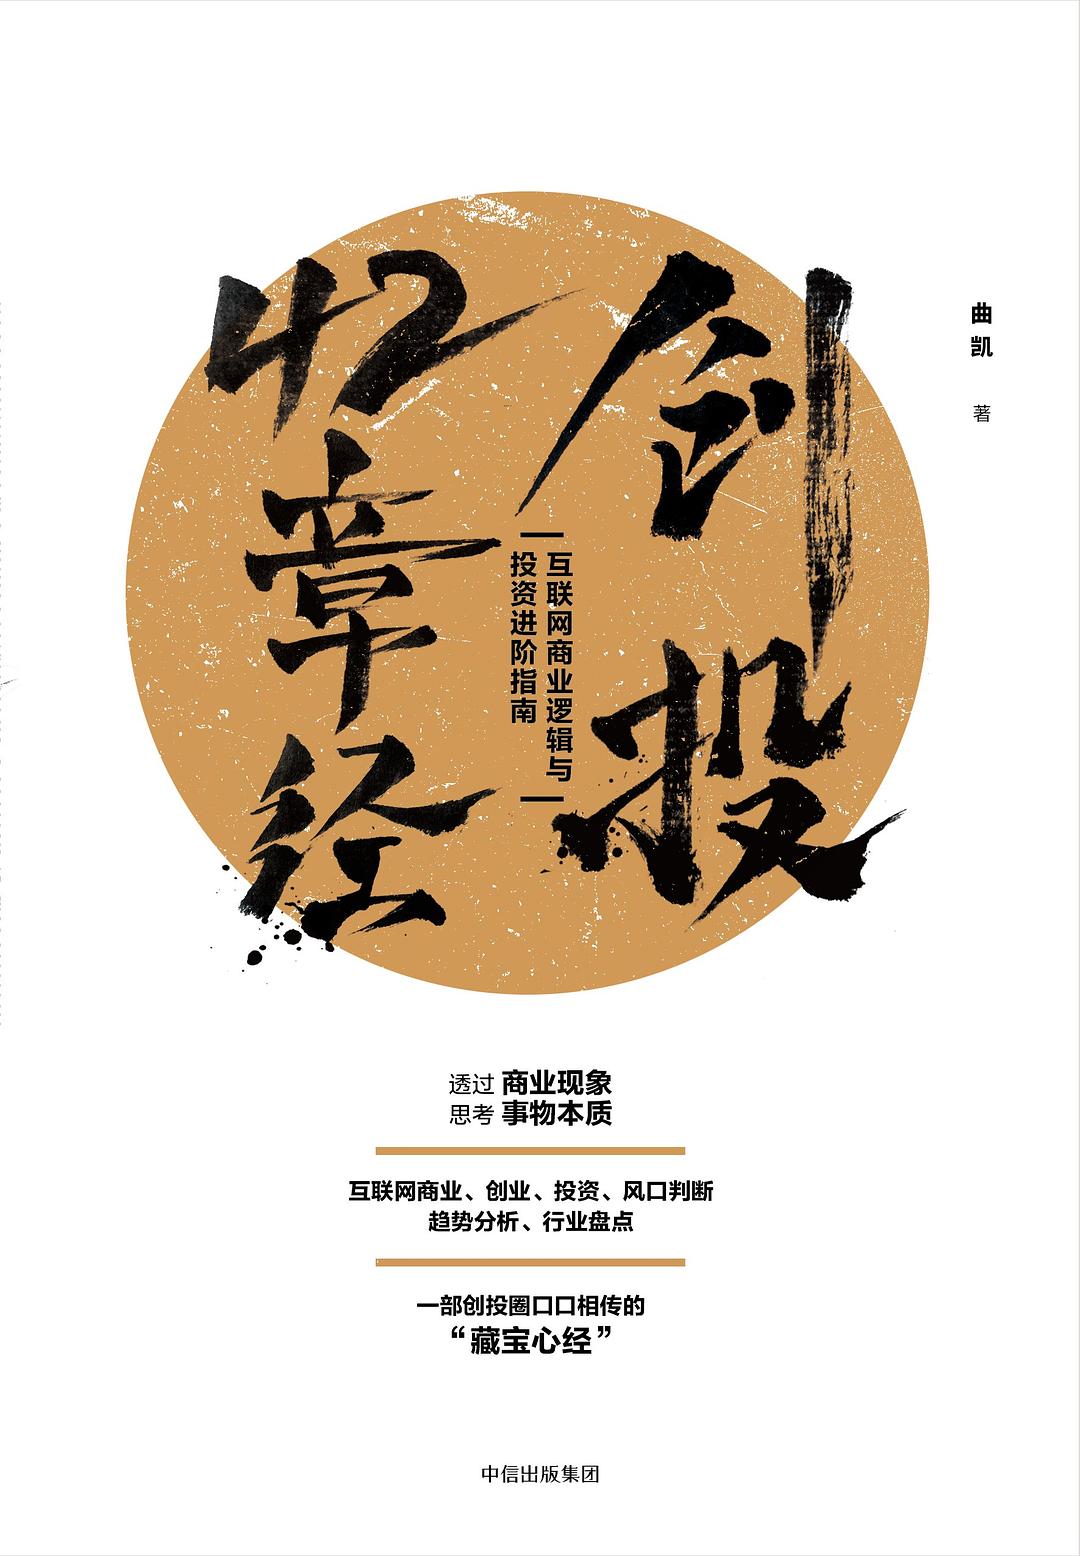 创投
42章经
互联网商业逻辑与
投资进阶指南
曲凯 著
透过 商业现象
思考 事物本质
互联网商业、创业、投资、风口判断
趋势分析、行业盘点
一部创投圈口口相传的
“藏宝心经”
中信出版集团